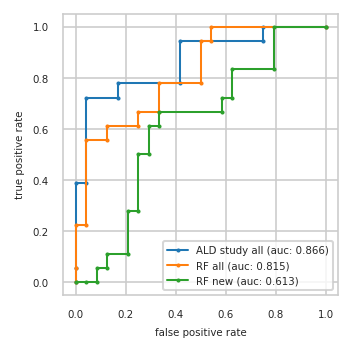 1.0
0.8
0.6
0.4
0.2
0.0
true positive rate
ALD study all (auc: 0.866)
RF all (auc: 0.815)
RF new (auc: 0.613)
0.0 0.2 0.4 0.6 0.8 1.0
false positive rate